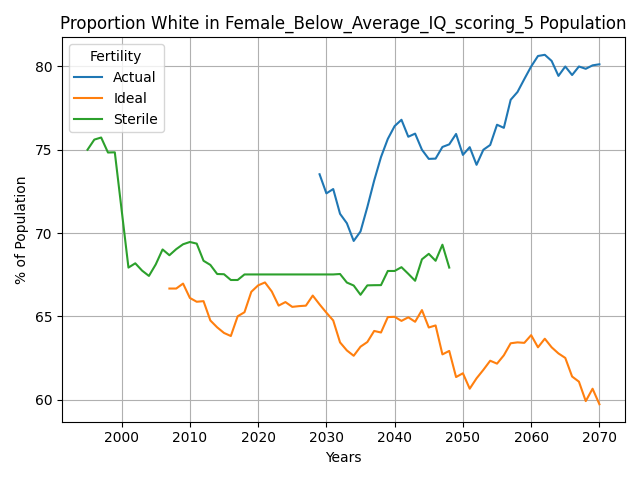 Proportion White in Female_Below_Average_IQ_scoring_5 Population
Fertility
Actual
Ideal
Sterile
% of Population
80
75
70
65
60
2000 2010 2020 2030 2040 2050 2060 2070
Years